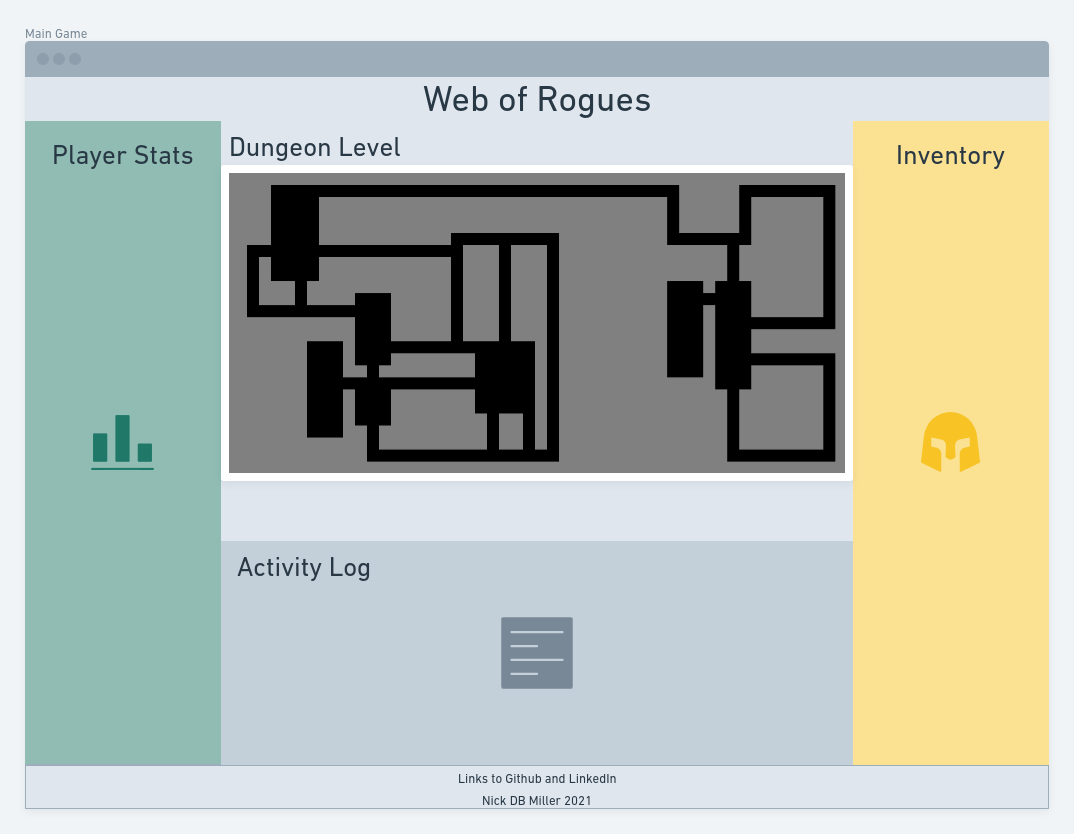 Main Game
Web of Rogues
Player Stats
Dungeon Level
Inventory
Activity Log
Links to Github and LinkedIn
Nick DB Miller 2021